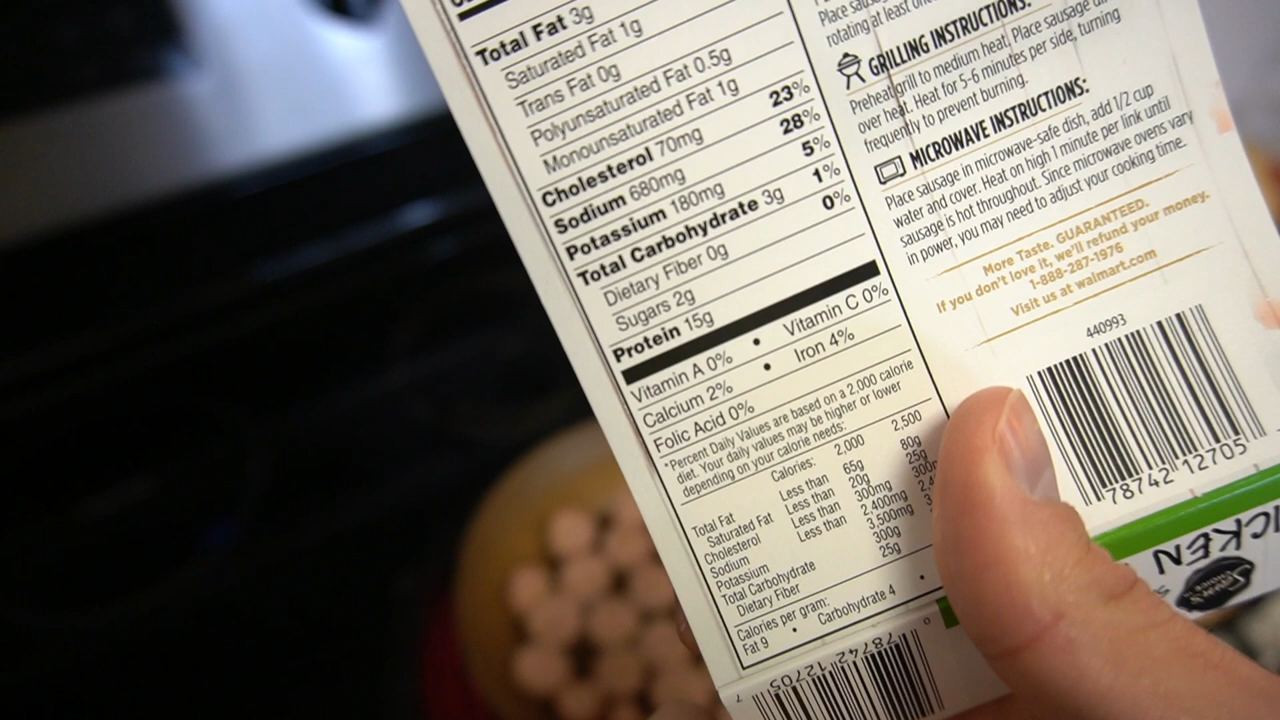 Total Fat 3g
Saturated Fat 1g
Trans Fat 0g
Polyunsaturated Fat 0.5g
Monounsaturated Fat 1g
Cholesterol 70mg 23%
Sodium 680mg 28%
Potassium 180mg 5%
Total Carbohydrate 3g 1%
Dietary Fiber 0g 0%
Sugars 2g
Protein 15g
Vitamin A 0% • Vitamin C 0%
Calcium 2% • Iron 4%
Folic Acid 0%
*Percent Daily Values are based on a 2,000 calorie
diet. Your daily values may be higher or lower
depending on your calorie needs:
Calories: 2,000 2,500
Total Fat Less than 65g 80g
Saturated Fat Less than 20g 25g
Cholesterol Less than 300mg
Sodium Less than 2,400mg
Potassium 3,500mg
Total Carbohydrate 300g
Dietary Fiber 25g
Calories per gram:
Fat 9 • Carbohydrate 4 •
rotating at least
GRILLING INSTRUCTIONS:
Preheat grill to medium heat. Place sausage
over heat. Heat for 5-6 minutes per side, turning
frequently to prevent burning.
MICROWAVE INSTRUCTIONS:
Place sausage in microwave-safe dish, add 1/2 cup
water and cover. Heat on high 1 minute per link until
sausage is hot throughout. Since microwave ovens vary
in power, you may need to adjust your cooking time.
More Taste. GUARANTEED.
If you don't love it, we'll refund your money.
1-888-287-1976
Visit us at walmart.com
440993
78742 12705
7 78742 12705 0